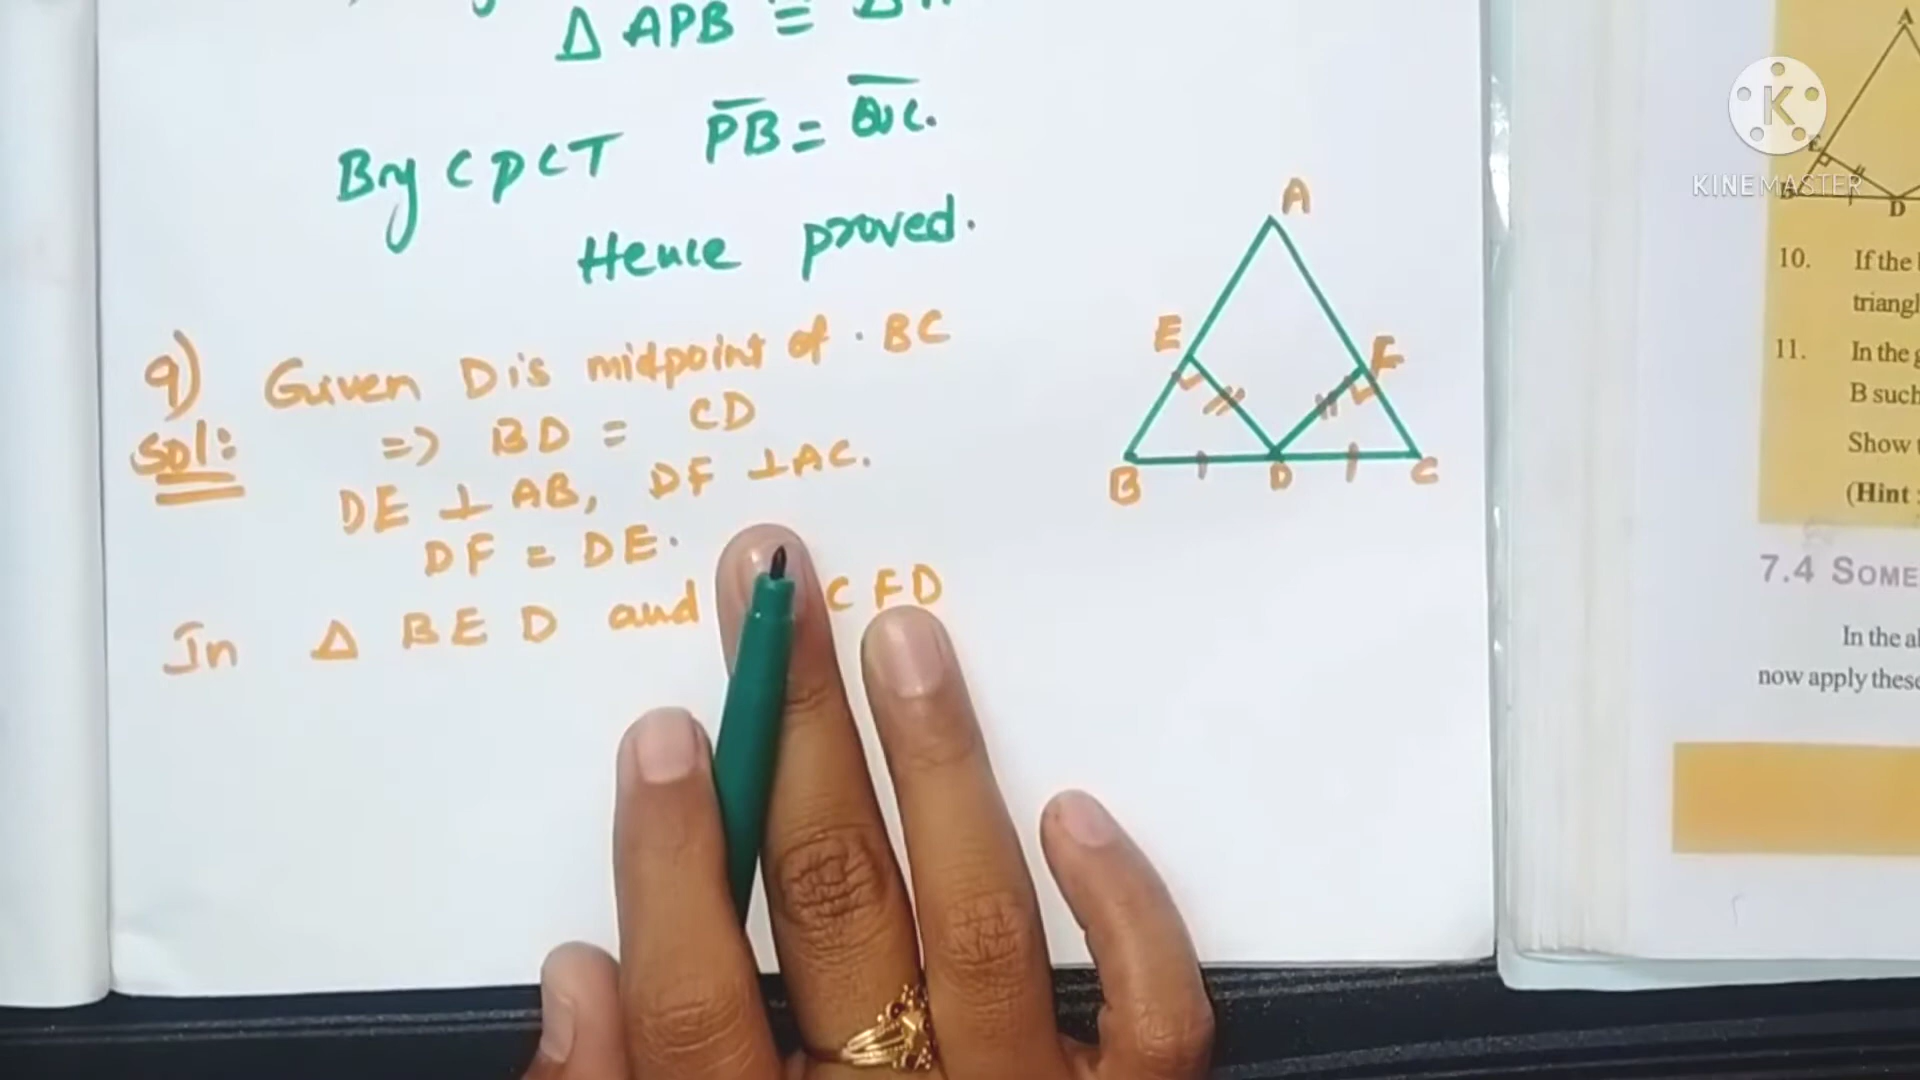 Δ APB ≅ Δ
By CPCT PB = QC.
Hence proved.
9) Given D is midpoint of BC
Sol: => BD = CD
DE ⊥ AB, DF ⊥ AC.
DF = DE.
In Δ BED and CFD
A
E F
B D C
K
KINEMASTER
A
E
B D
10. If the
triangl
11. In the g
B such
Show
(Hint :
7.4 SOME
In the a
now apply these